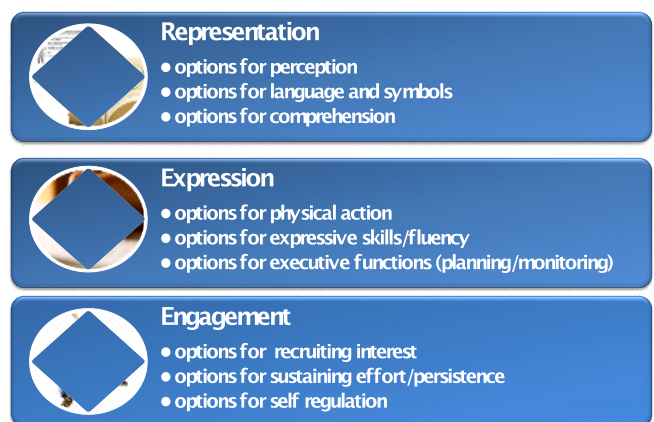 Representation
• options for perception
• options for language and symbols
• options for comprehension
Expression
• options for physical action
• options for expressive skills/fluency
• options for executive functions (planning/monitoring)
Engagement
• options for recruiting interest
• options for sustaining effort/persistence
• options for self regulation